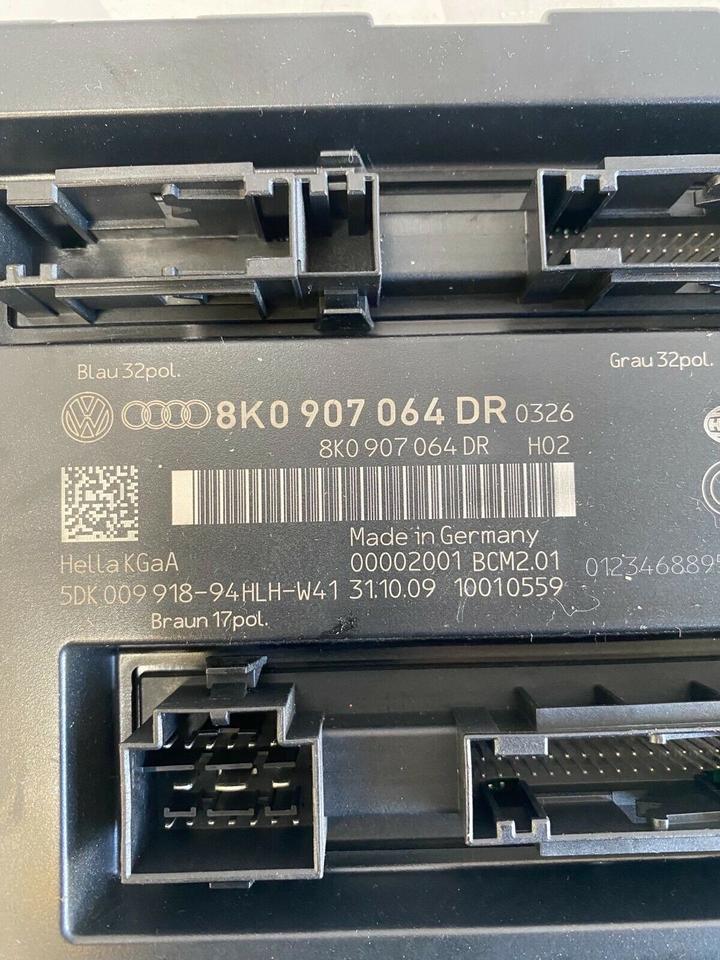 Blau 32pol.
Grau 32pol.
8K0 907 064 DR 0326
8K0 907 064 DR H02
Made in Germany
Hella KGaA
00002001 BCM2.01
5DK 009 918-94 HLH-W41 31.10.09 10010559
Braun 17pol.